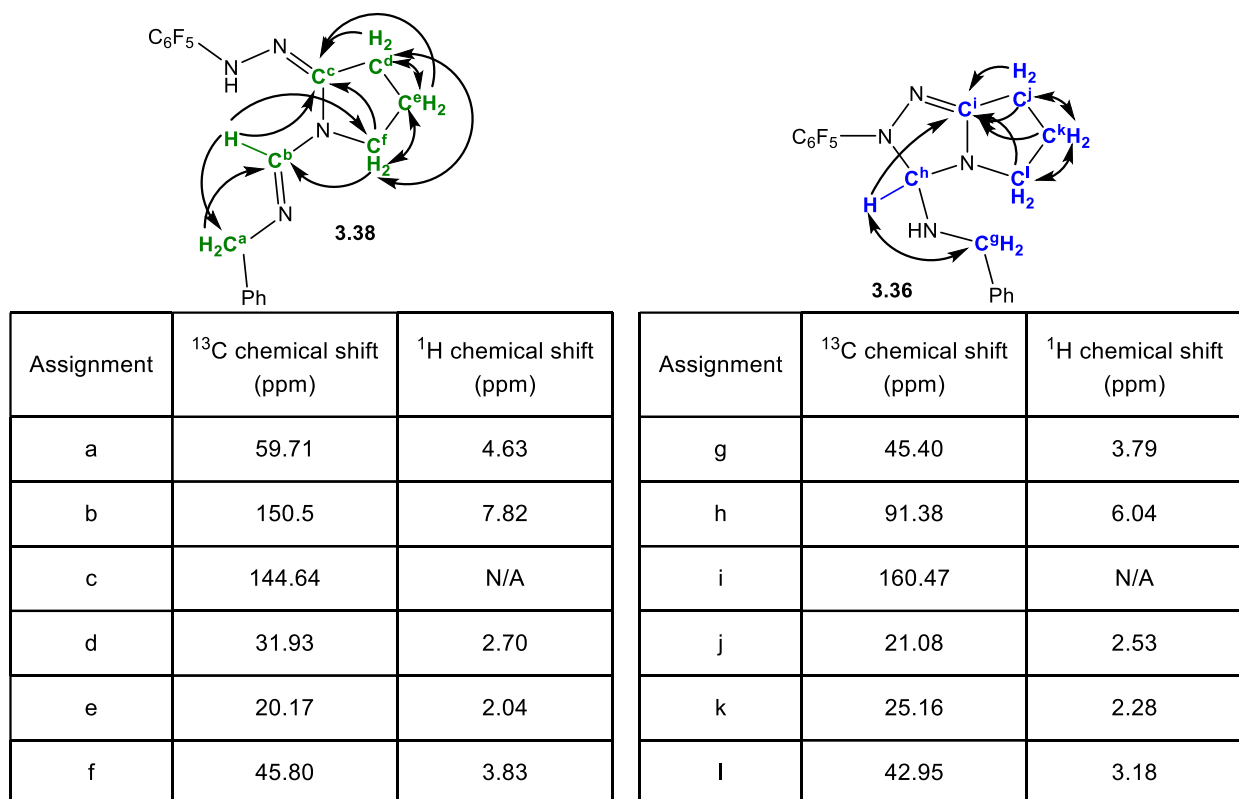 C₆F₅
N
N
H
Cᶜ
H₂
Cᵈ
CᵉH₂
N
Cᶠ
H₂
H
Cᵇ
N
H₂Cᵃ
Ph
3.38
H₂
N
Cⁱ
Cʲ
CᵏH₂
C₆F₅
N
N
Cʰ
Cˡ
H₂
H
HN
CᵍH₂
3.36
Ph
Assignment ¹³C chemical shift (ppm) ¹H chemical shift (ppm)
a 59.71 4.63
b 150.5 7.82
c 144.64 N/A
d 31.93 2.70
e 20.17 2.04
f 45.80 3.83
Assignment ¹³C chemical shift (ppm) ¹H chemical shift (ppm)
g 45.40 3.79
h 91.38 6.04
i 160.47 N/A
j 21.08 2.53
k 25.16 2.28
l 42.95 3.18